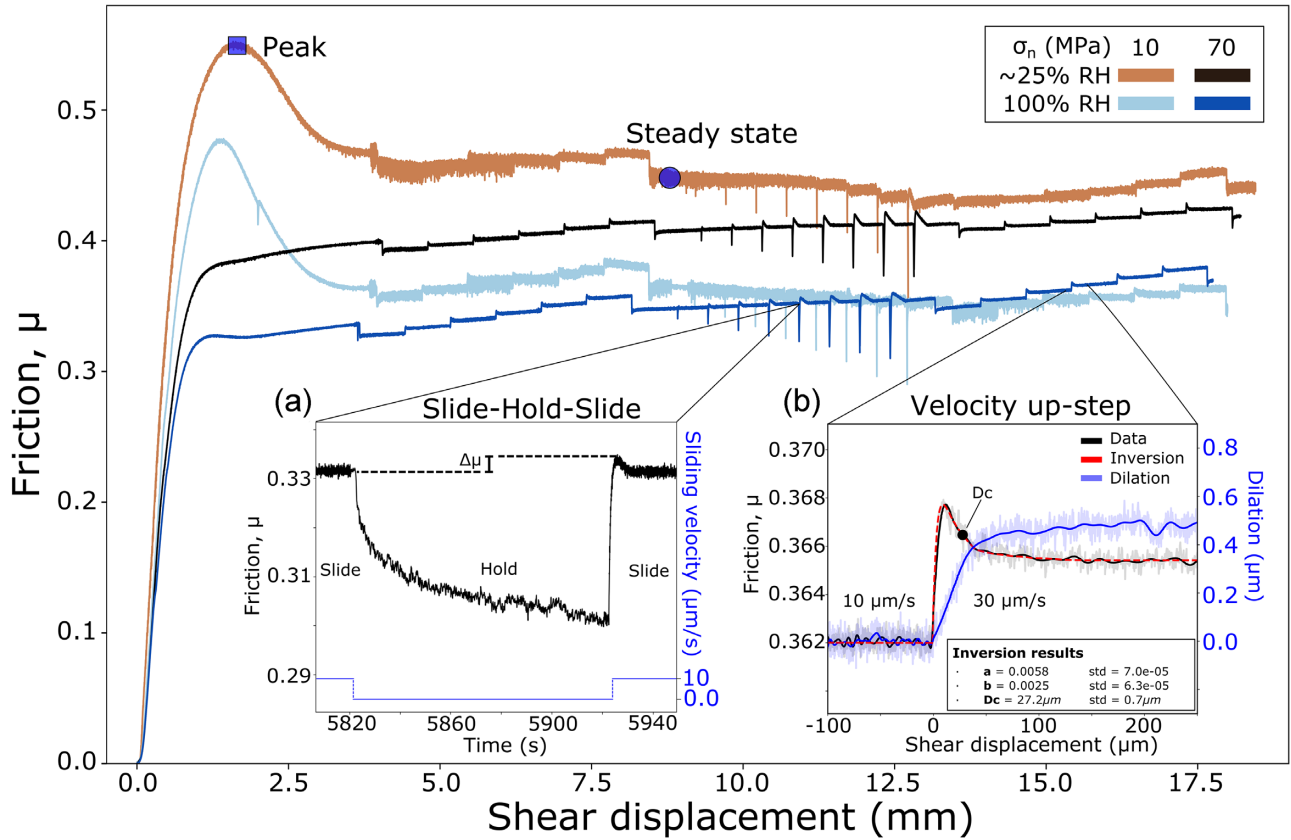 Friction, μ
0.5
0.4
0.3
0.2
0.1
0.0
Peak
Steady state
σn (MPa) 10 70
~25% RH
100% RH
(a)
Slide-Hold-Slide
Friction, μ
0.33
0.31
0.29
Δμ
Slide
Hold
Slide
Sliding velocity
(μm/s)
10
0.0
5820 5860 5900 5940
Time (s)
(b)
Velocity up-step
Friction, μ
0.370
0.368
0.366
0.364
0.362
Data
Inversion
Dilation
Dc
10 μm/s
30 μm/s
Dilation (μm)
0.8
0.6
0.4
0.2
0.0
Inversion results
· a = 0.0058 std = 7.0e-05
· b = 0.0025 std = 6.3e-05
· Dc = 27.2μm std = 0.7μm
-100 0 100 200
Shear displacement (μm)
0.0 2.5 5.0 7.5 10.0 12.5 15.0 17.5
Shear displacement (mm)